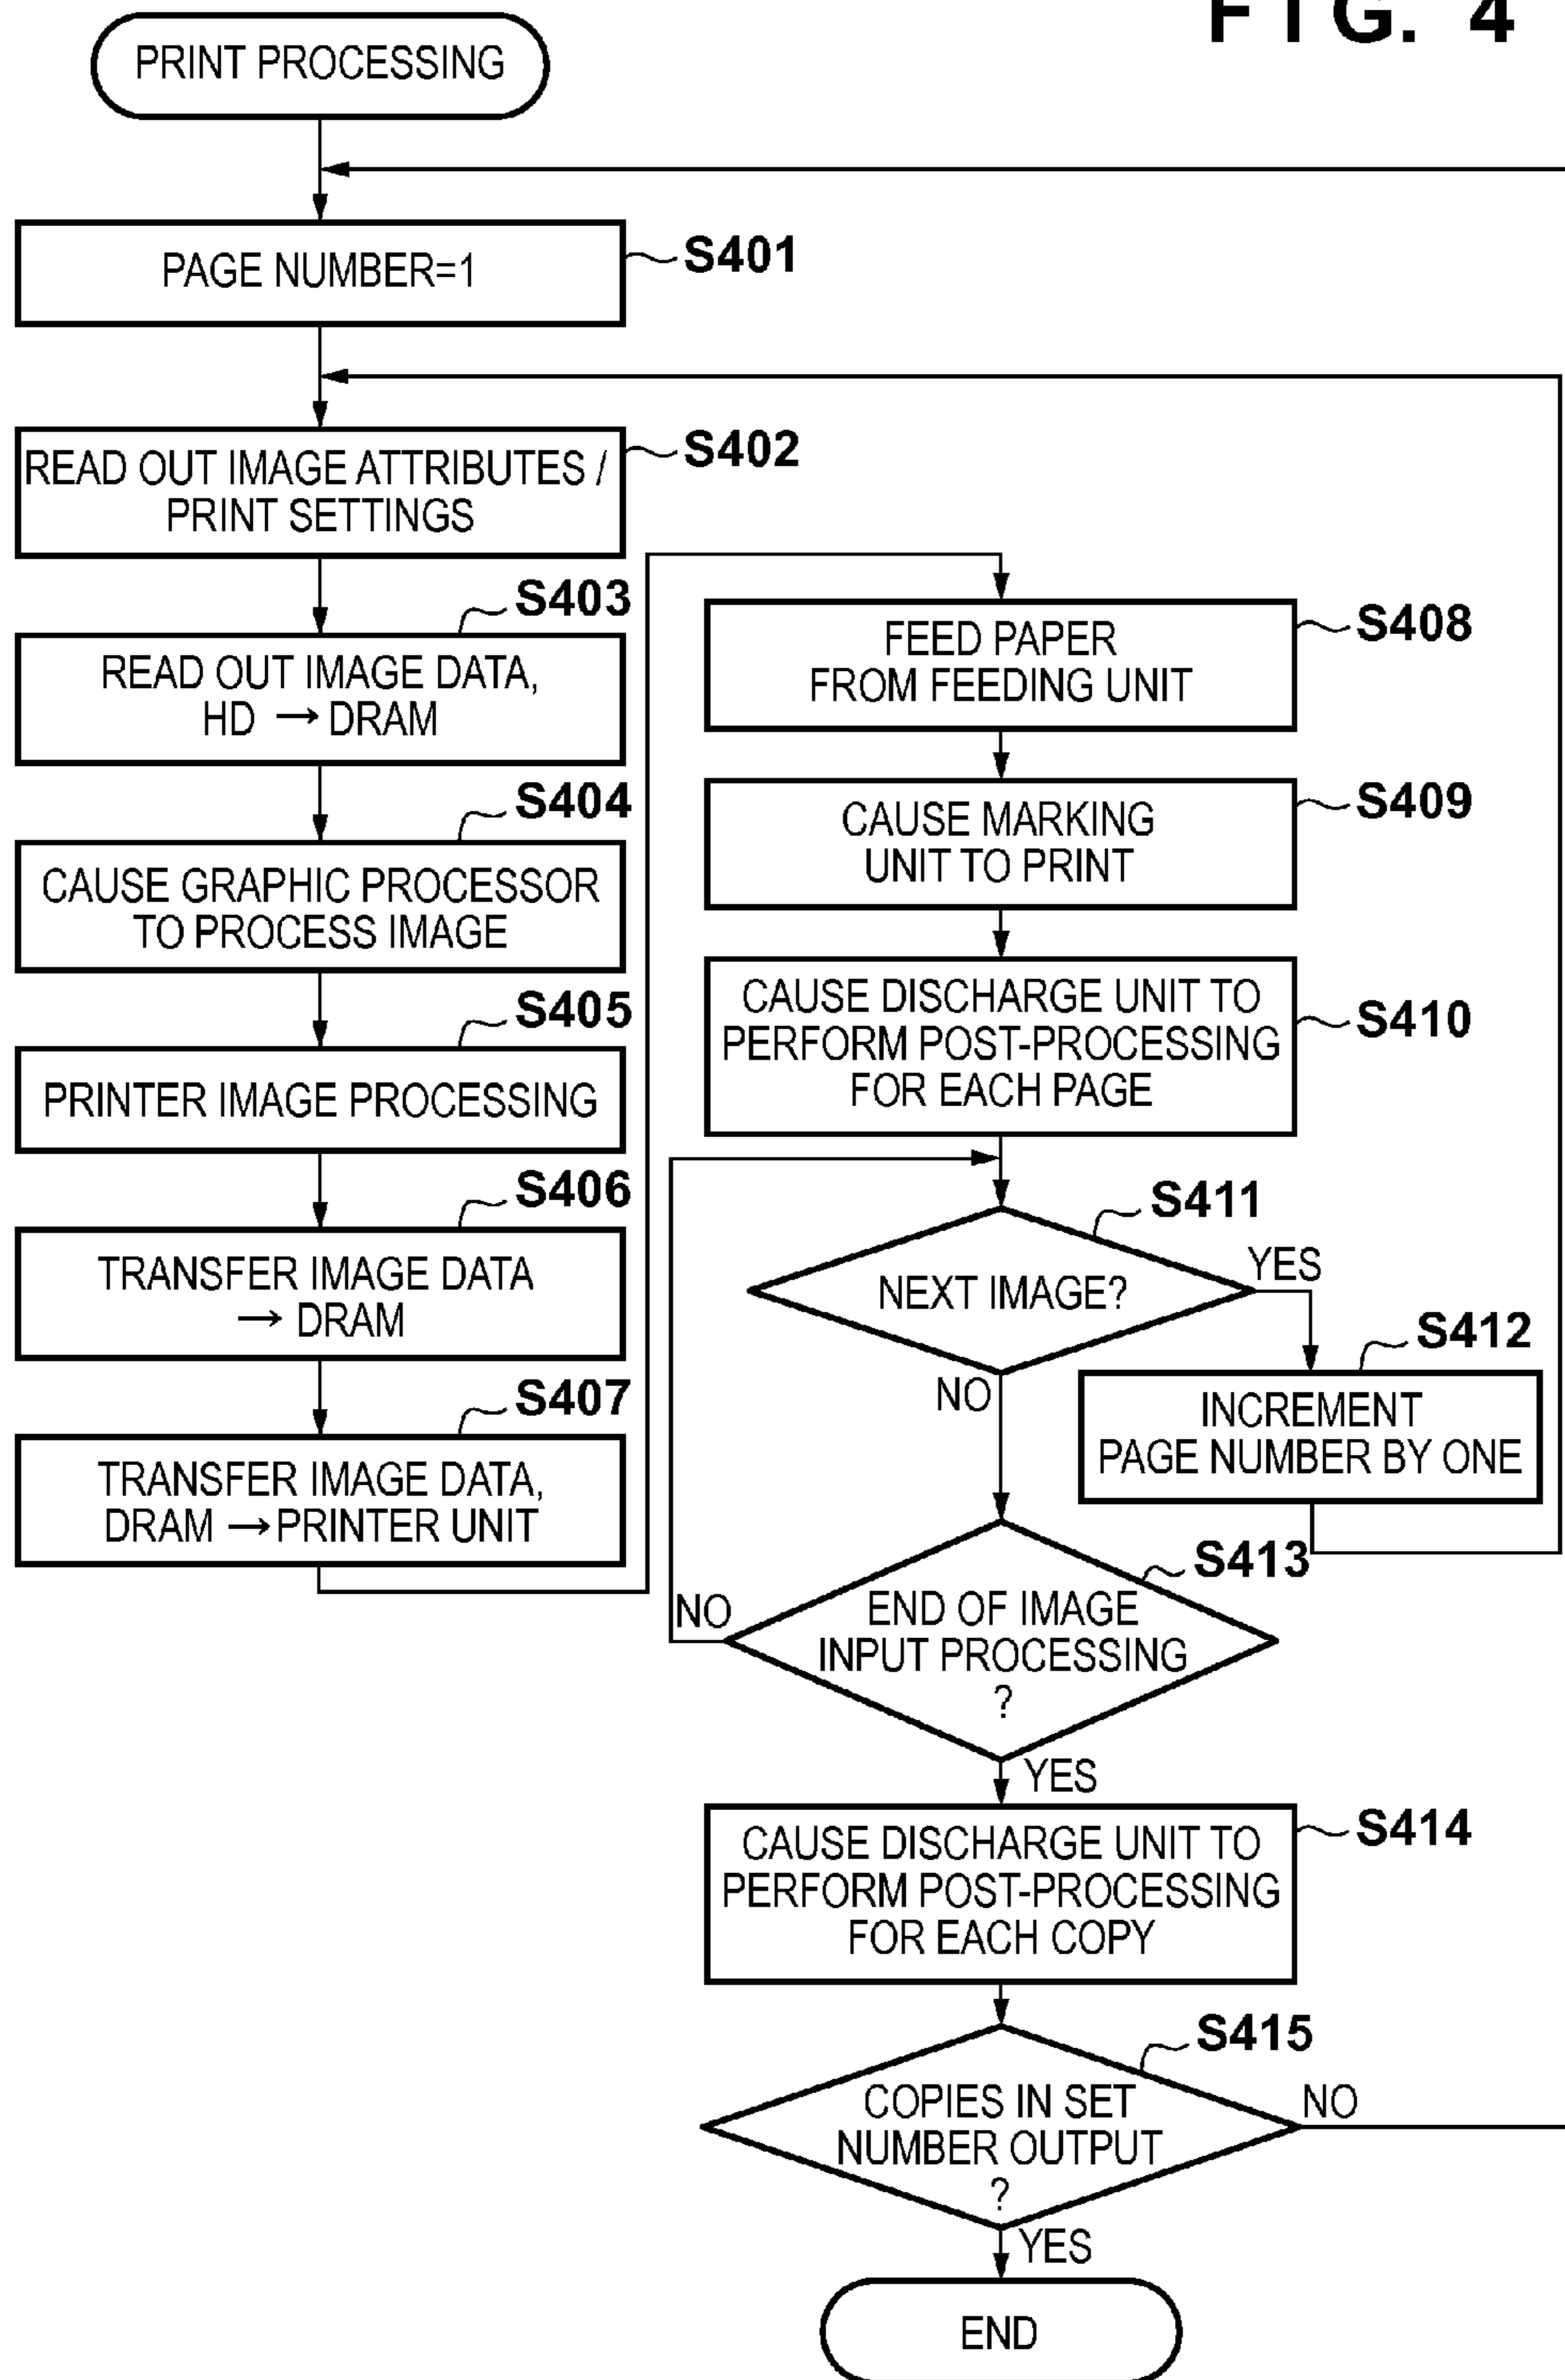 FIG. 4
PRINT PROCESSING
PAGE NUMBER=1
S401
READ OUT IMAGE ATTRIBUTES /
PRINT SETTINGS
S402
S403
READ OUT IMAGE DATA,
HD → DRAM
S404
CAUSE GRAPHIC PROCESSOR
TO PROCESS IMAGE
S405
PRINTER IMAGE PROCESSING
S406
TRANSFER IMAGE DATA
→ DRAM
S407
TRANSFER IMAGE DATA,
DRAM → PRINTER UNIT
FEED PAPER
FROM FEEDING UNIT
S408
CAUSE MARKING
UNIT TO PRINT
S409
CAUSE DISCHARGE UNIT TO
PERFORM POST-PROCESSING
FOR EACH PAGE
S410
S411
NEXT IMAGE?
YES
NO
S412
INCREMENT
PAGE NUMBER BY ONE
S413
END OF IMAGE
INPUT PROCESSING
?
NO
YES
CAUSE DISCHARGE UNIT TO
PERFORM POST-PROCESSING
FOR EACH COPY
S414
S415
COPIES IN SET
NUMBER OUTPUT
?
NO
YES
END